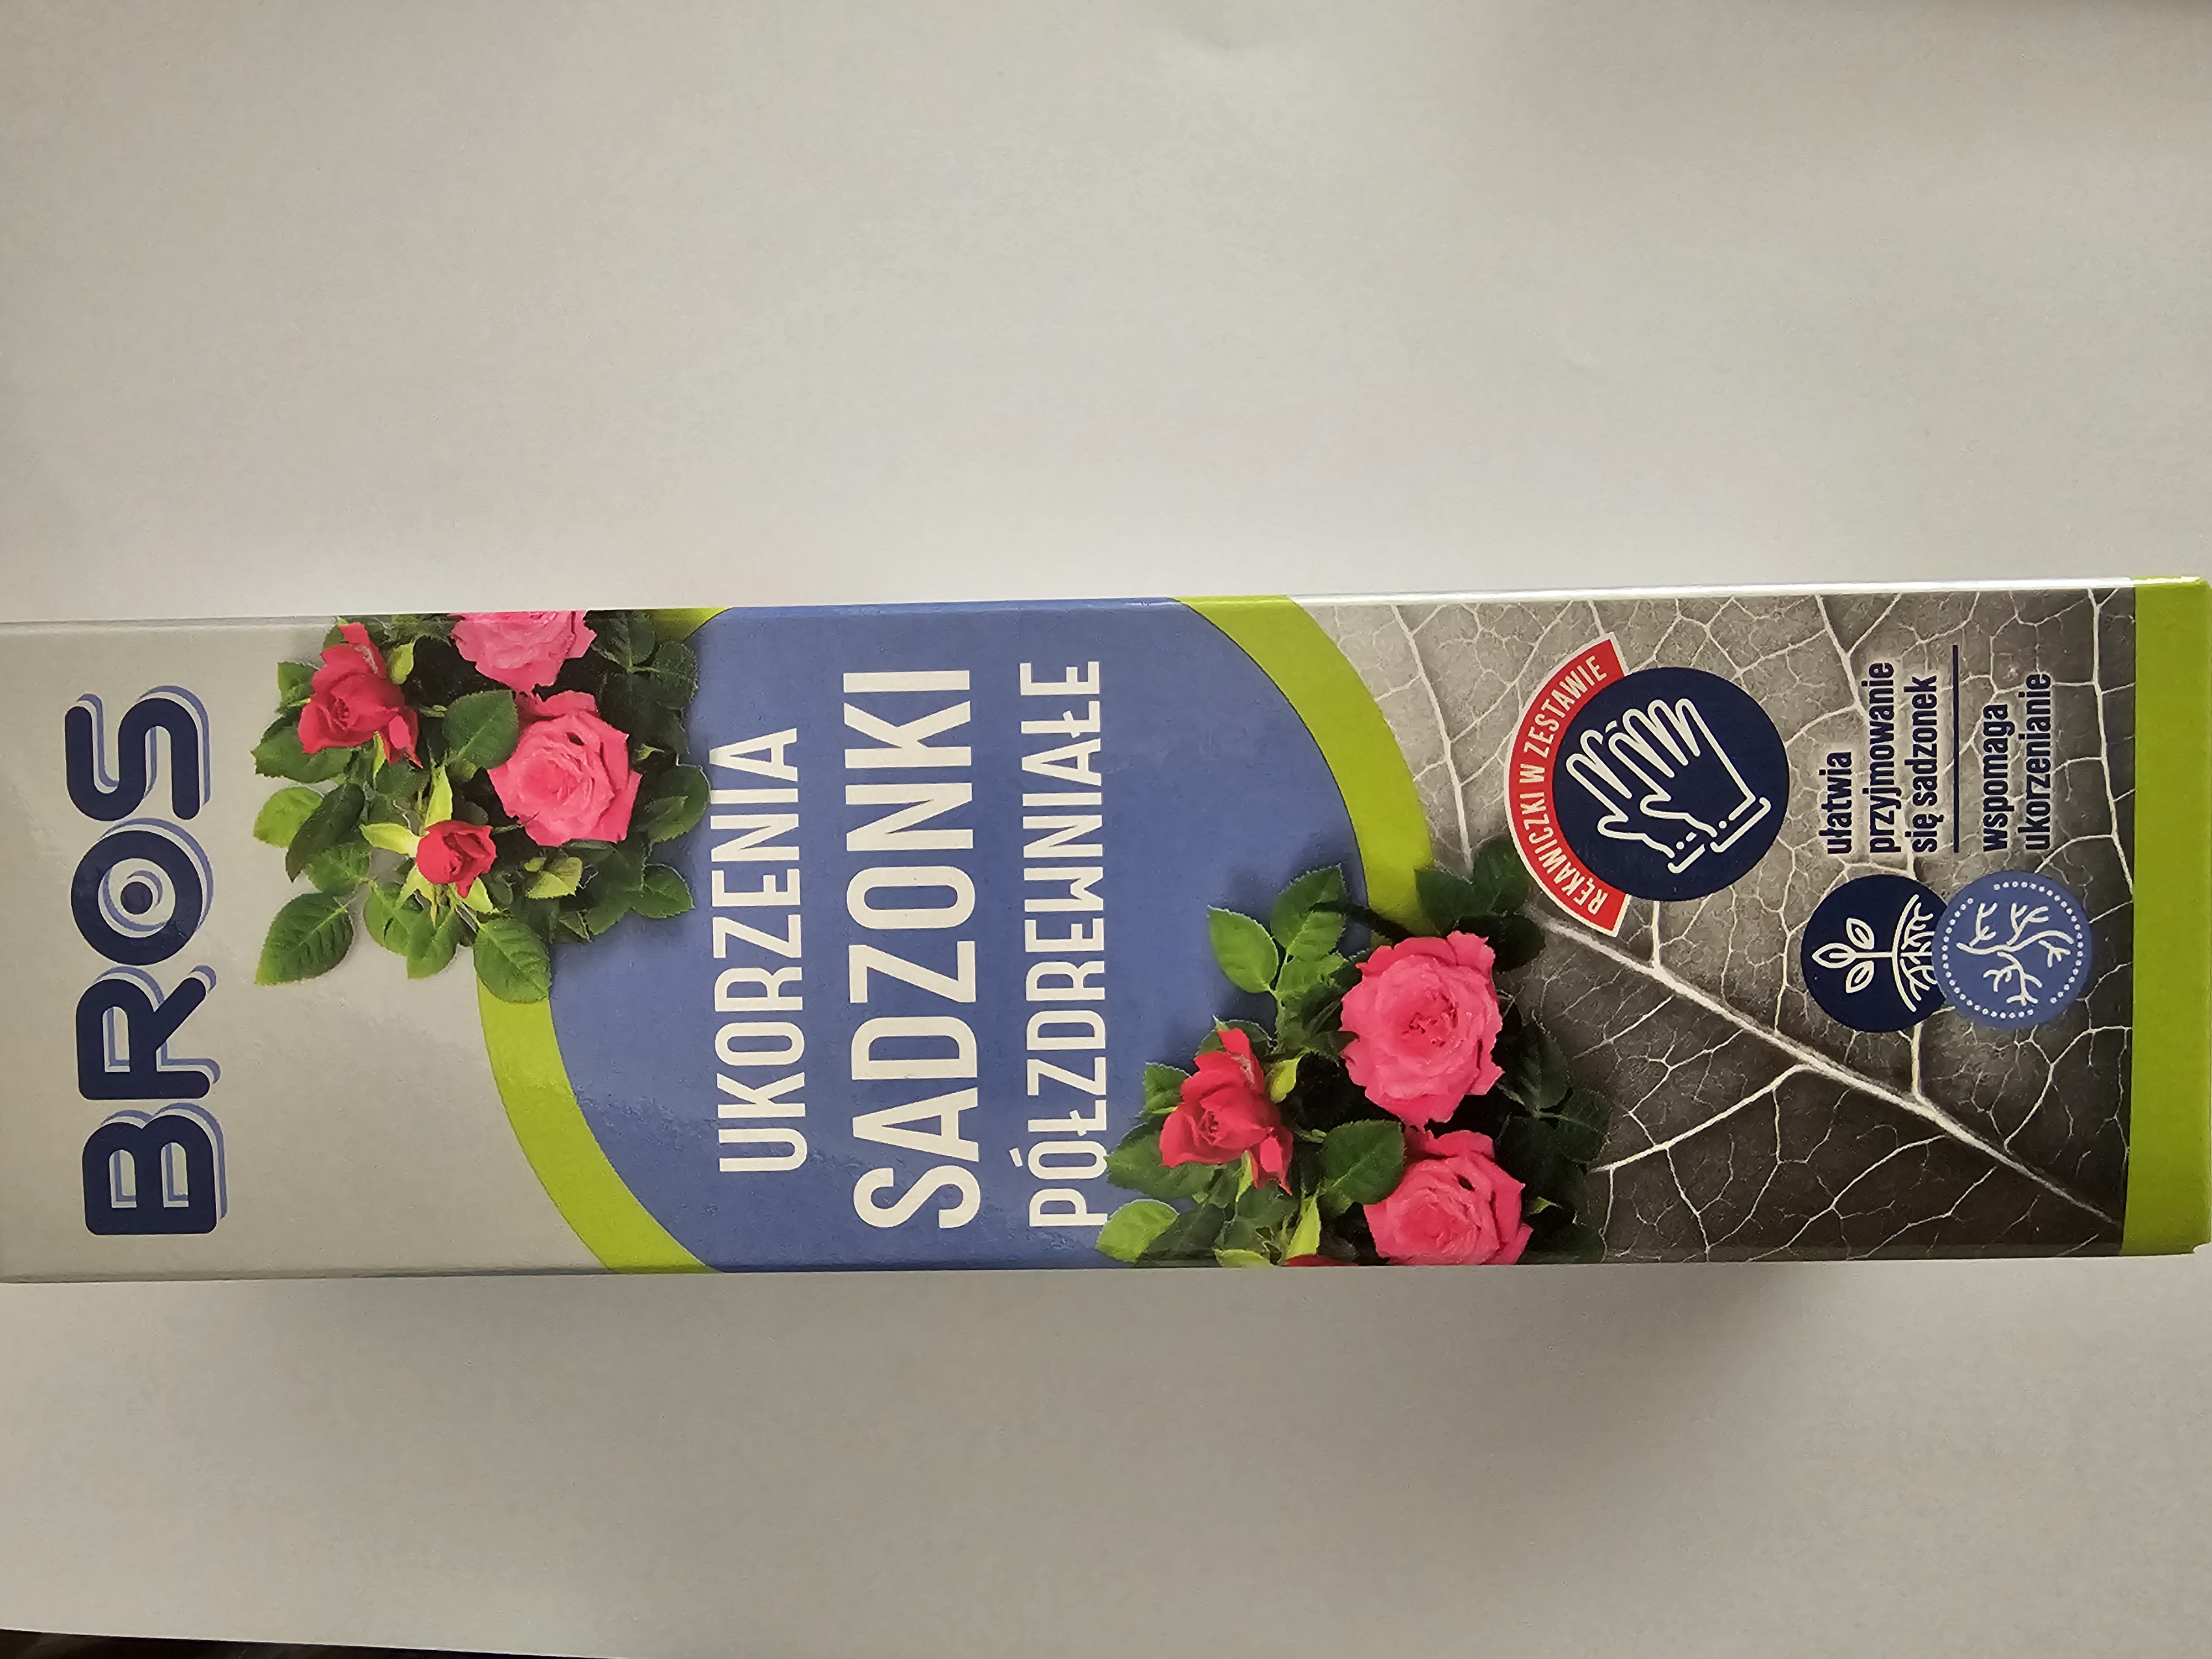 BROS
UKORZENIA
SADZONKI
PÓŁZDREWNIAŁE
RĘKAWICZKI W ZESTAWIE
ułatwia
przyjmowanie
się sadzonek
wspomaga
ukorzenianie